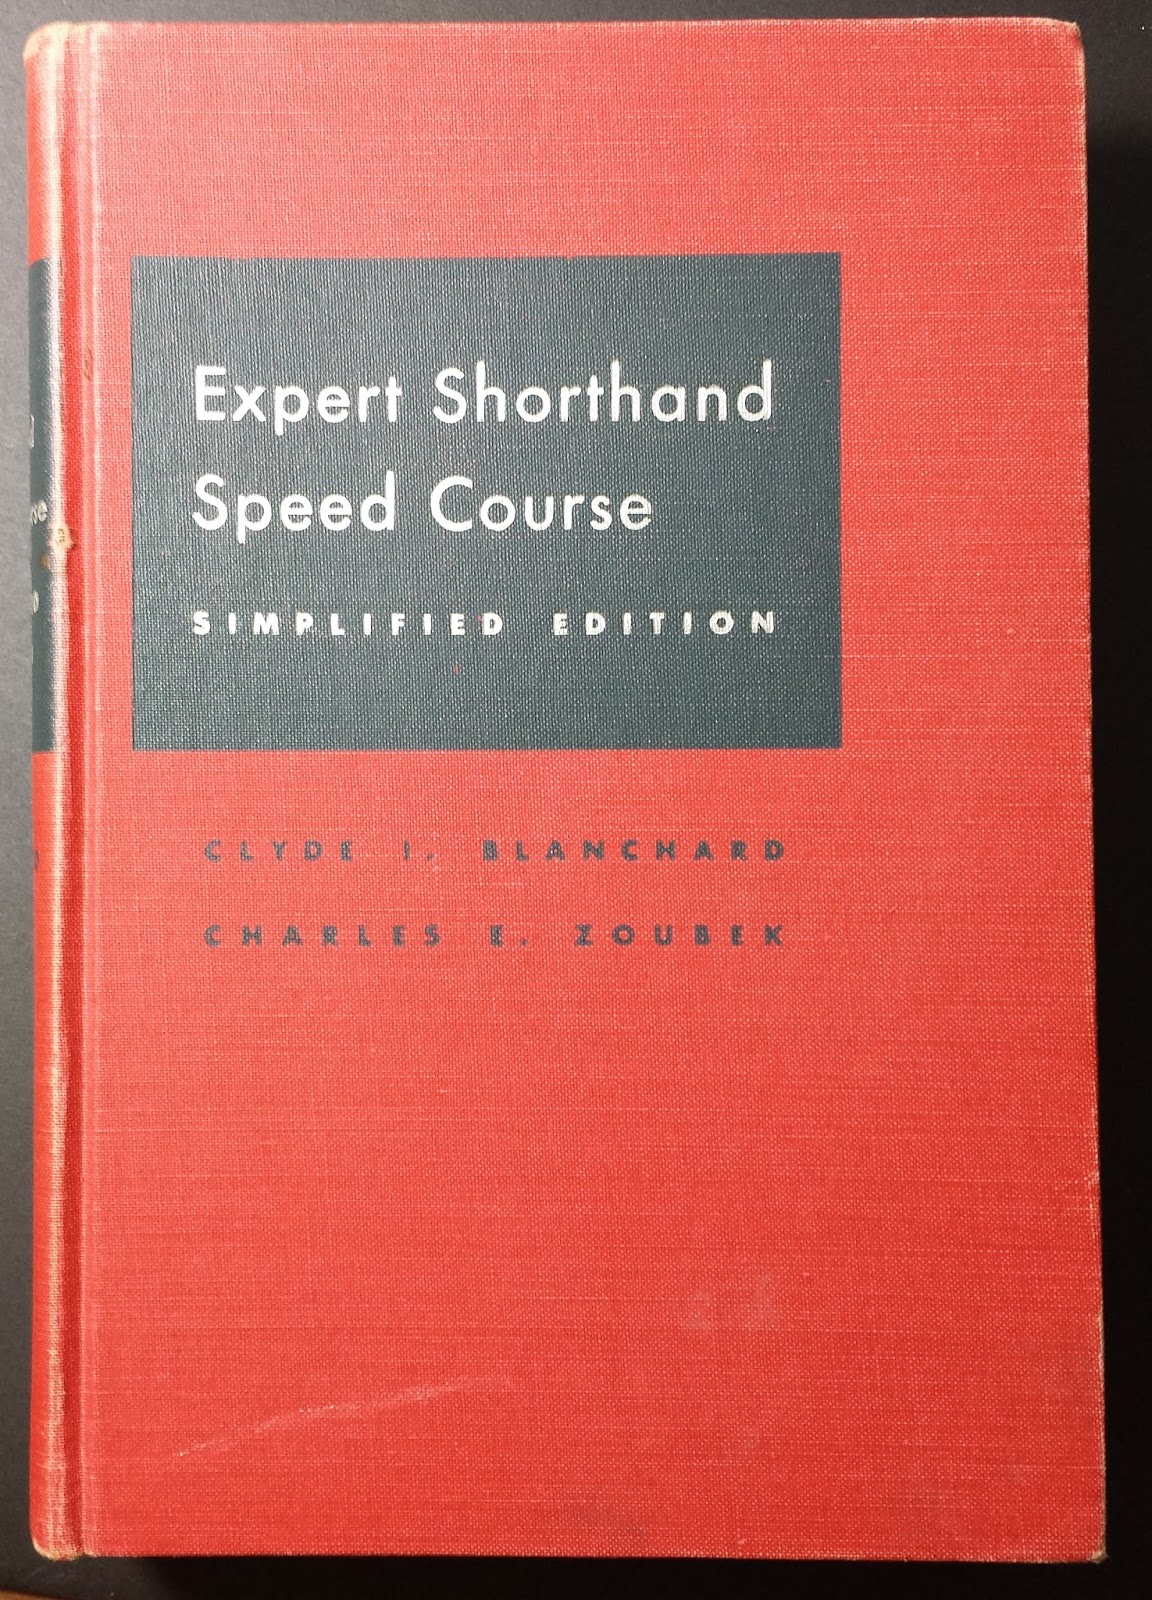 Expert Shorthand
Speed Course
SIMPLIFIED EDITION
CLYDE I. BLANCHARD
CHARLES E. ZOUBEK